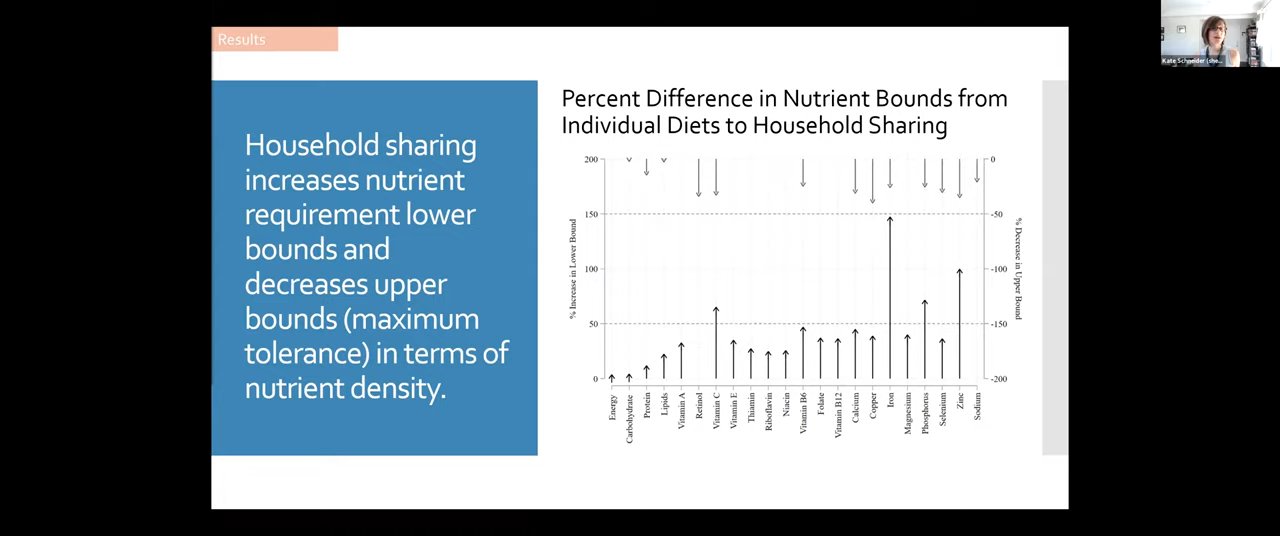 Results
Household sharing
increases nutrient
requirement lower
bounds and
decreases upper
bounds (maximum
tolerance) in terms of
nutrient density.
Percent Difference in Nutrient Bounds from
Individual Diets to Household Sharing
% Increase in Lower Bound
200
150
100
50
0
% Decrease in Upper Bound
0
-50
-100
-150
-200
Energy
Carbohydrate
Protein
Lipids
Vitamin A
Retinol
Vitamin C
Vitamin E
Thiamin
Riboflavin
Niacin
Vitamin B6
Folate
Vitamin B12
Calcium
Copper
Iron
Magnesium
Phosphorus
Selenium
Zinc
Sodium
Kate Schneider (she...